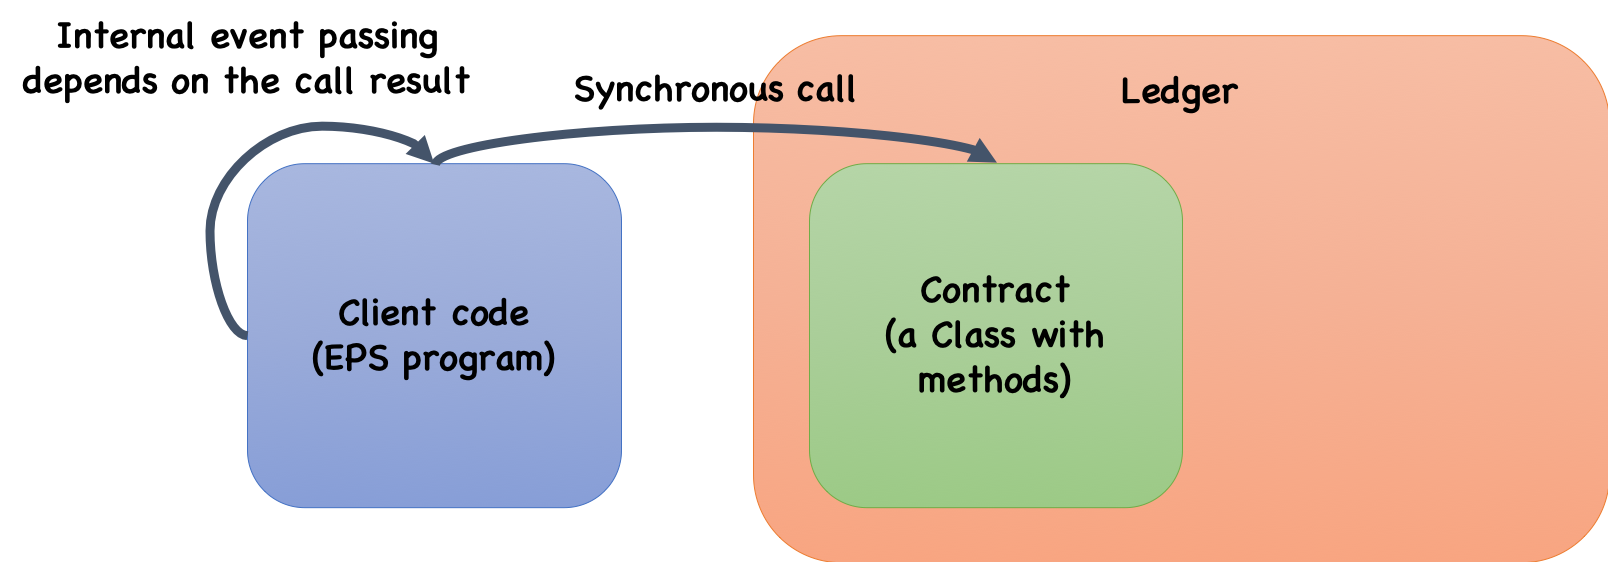 Internal event passing
depends on the call result
Synchronous call
Ledger
Client code
(EPS program)
Contract
(a Class with
methods)